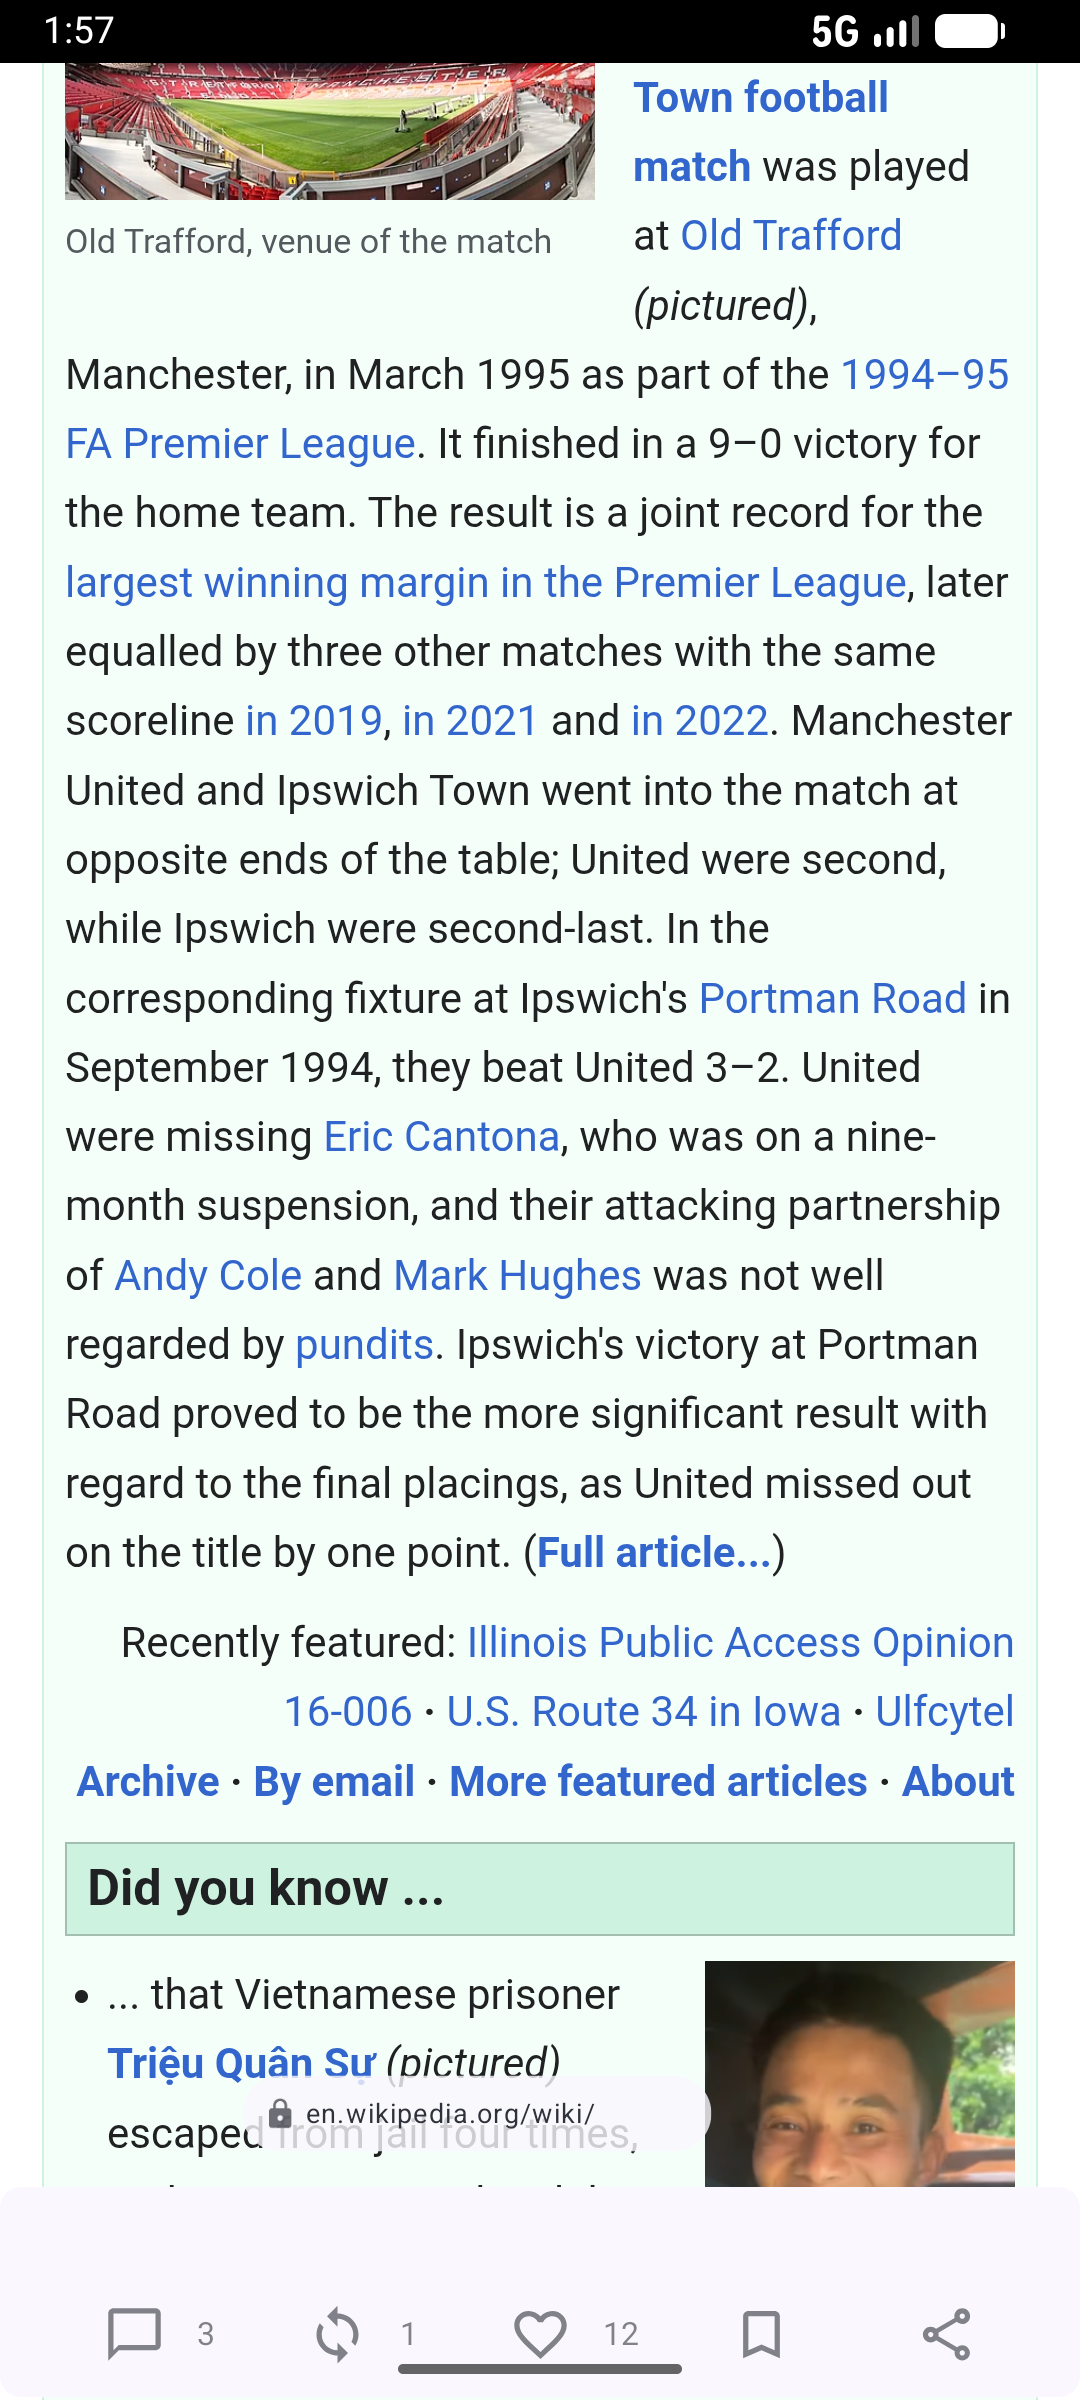 1:57
5G
STRETFORD
MANCHESTER
Town football
match was played
at Old Trafford
(pictured),
Old Trafford, venue of the match
Manchester, in March 1995 as part of the 1994–95
FA Premier League. It finished in a 9–0 victory for
the home team. The result is a joint record for the
largest winning margin in the Premier League, later
equalled by three other matches with the same
scoreline in 2019, in 2021 and in 2022. Manchester
United and Ipswich Town went into the match at
opposite ends of the table; United were second,
while Ipswich were second-last. In the
corresponding fixture at Ipswich's Portman Road in
September 1994, they beat United 3–2. United
were missing Eric Cantona, who was on a nine-
month suspension, and their attacking partnership
of Andy Cole and Mark Hughes was not well
regarded by pundits. Ipswich's victory at Portman
Road proved to be the more significant result with
regard to the final placings, as United missed out
on the title by one point. (Full article...)
Recently featured: Illinois Public Access Opinion
16-006 · U.S. Route 34 in Iowa · Ulfcytel
Archive · By email · More featured articles · About
Did you know ...
• ... that Vietnamese prisoner
Triệu Quân Sự (pictured)
escaped from jail four times,
en.wikipedia.org/wiki/
3 1 12